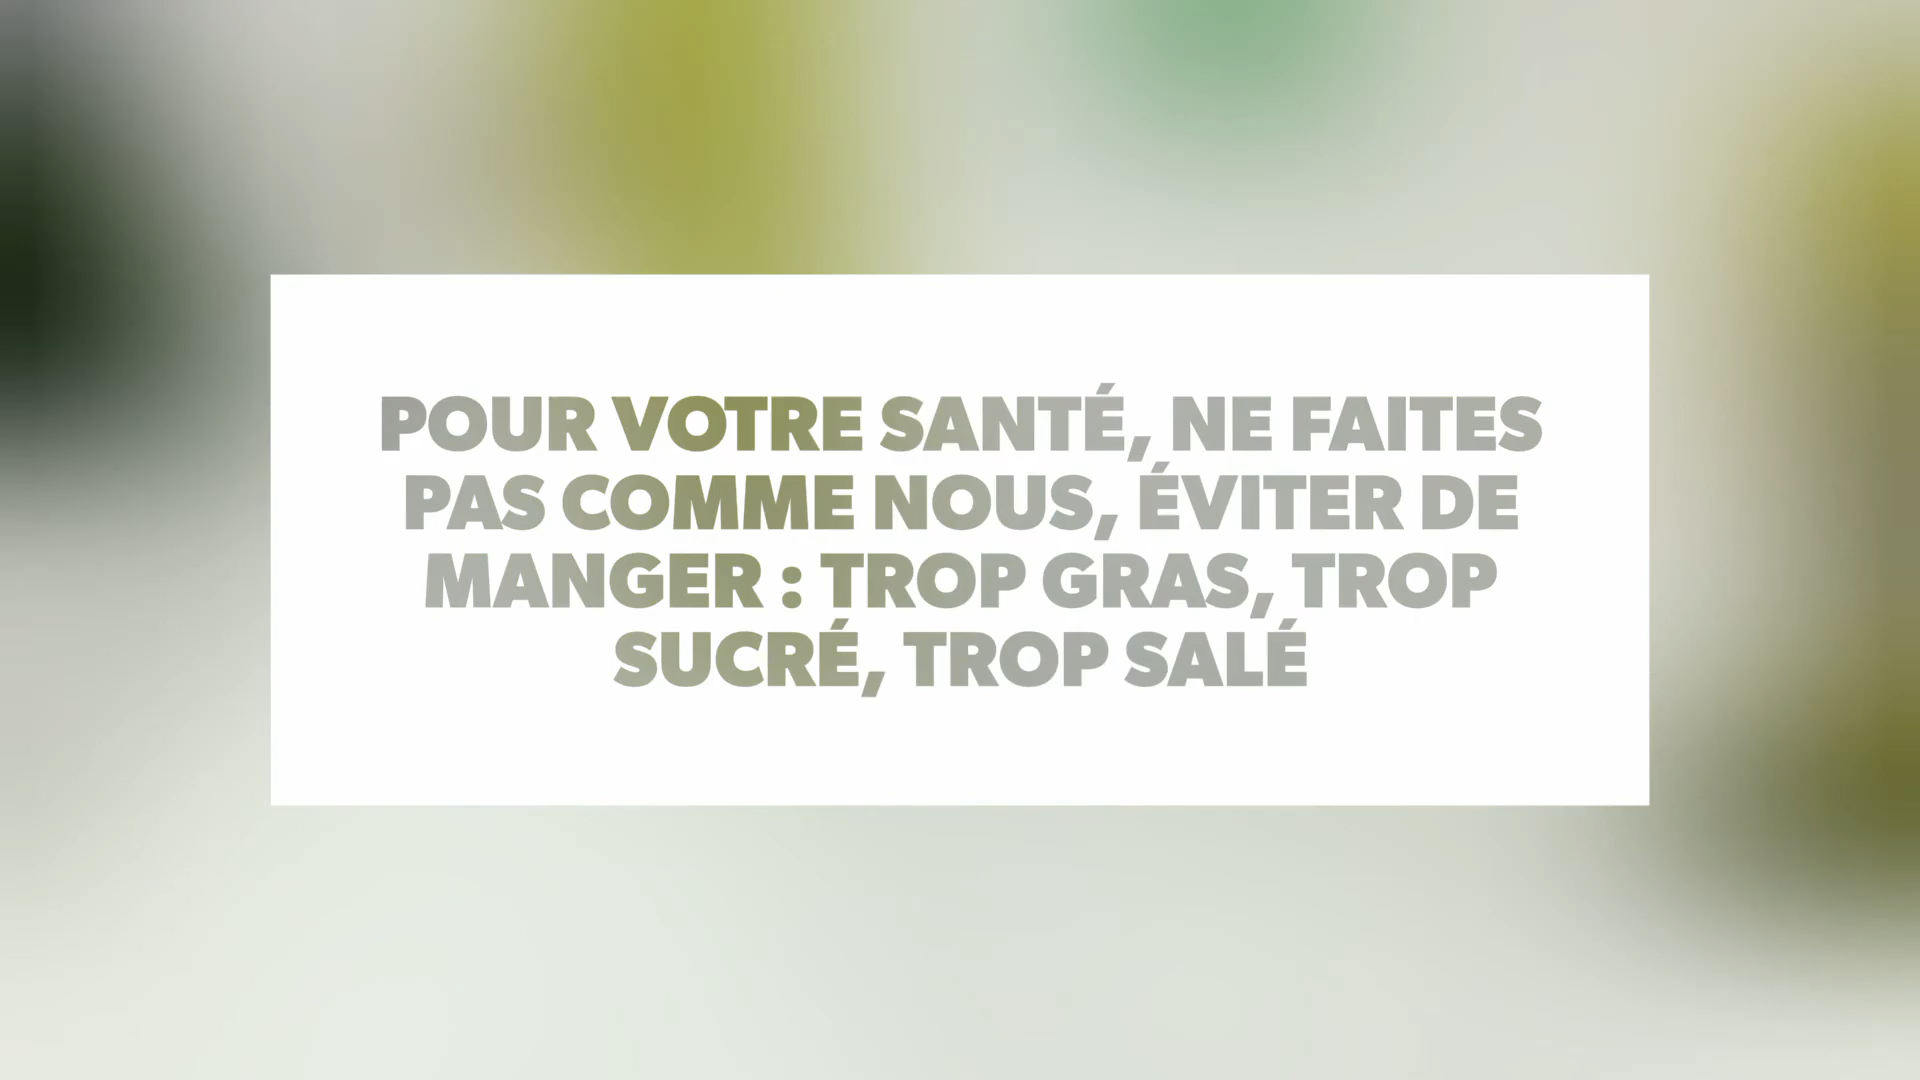 POUR VOTRE SANTÉ, NE FAITES
PAS COMME NOUS, ÉVITER DE
MANGER : TROP GRAS, TROP
SUCRÉ, TROP SALÉ